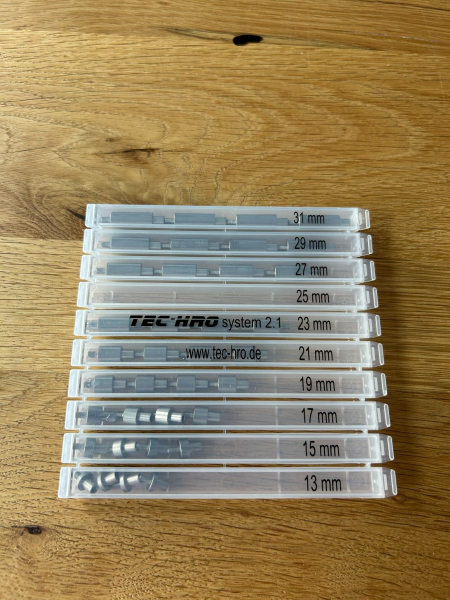 31 mm
29 mm
27 mm
25 mm
TEC-HRO system 2.1 23 mm
www.tec-hro.de 21 mm
19 mm
17 mm
15 mm
13 mm